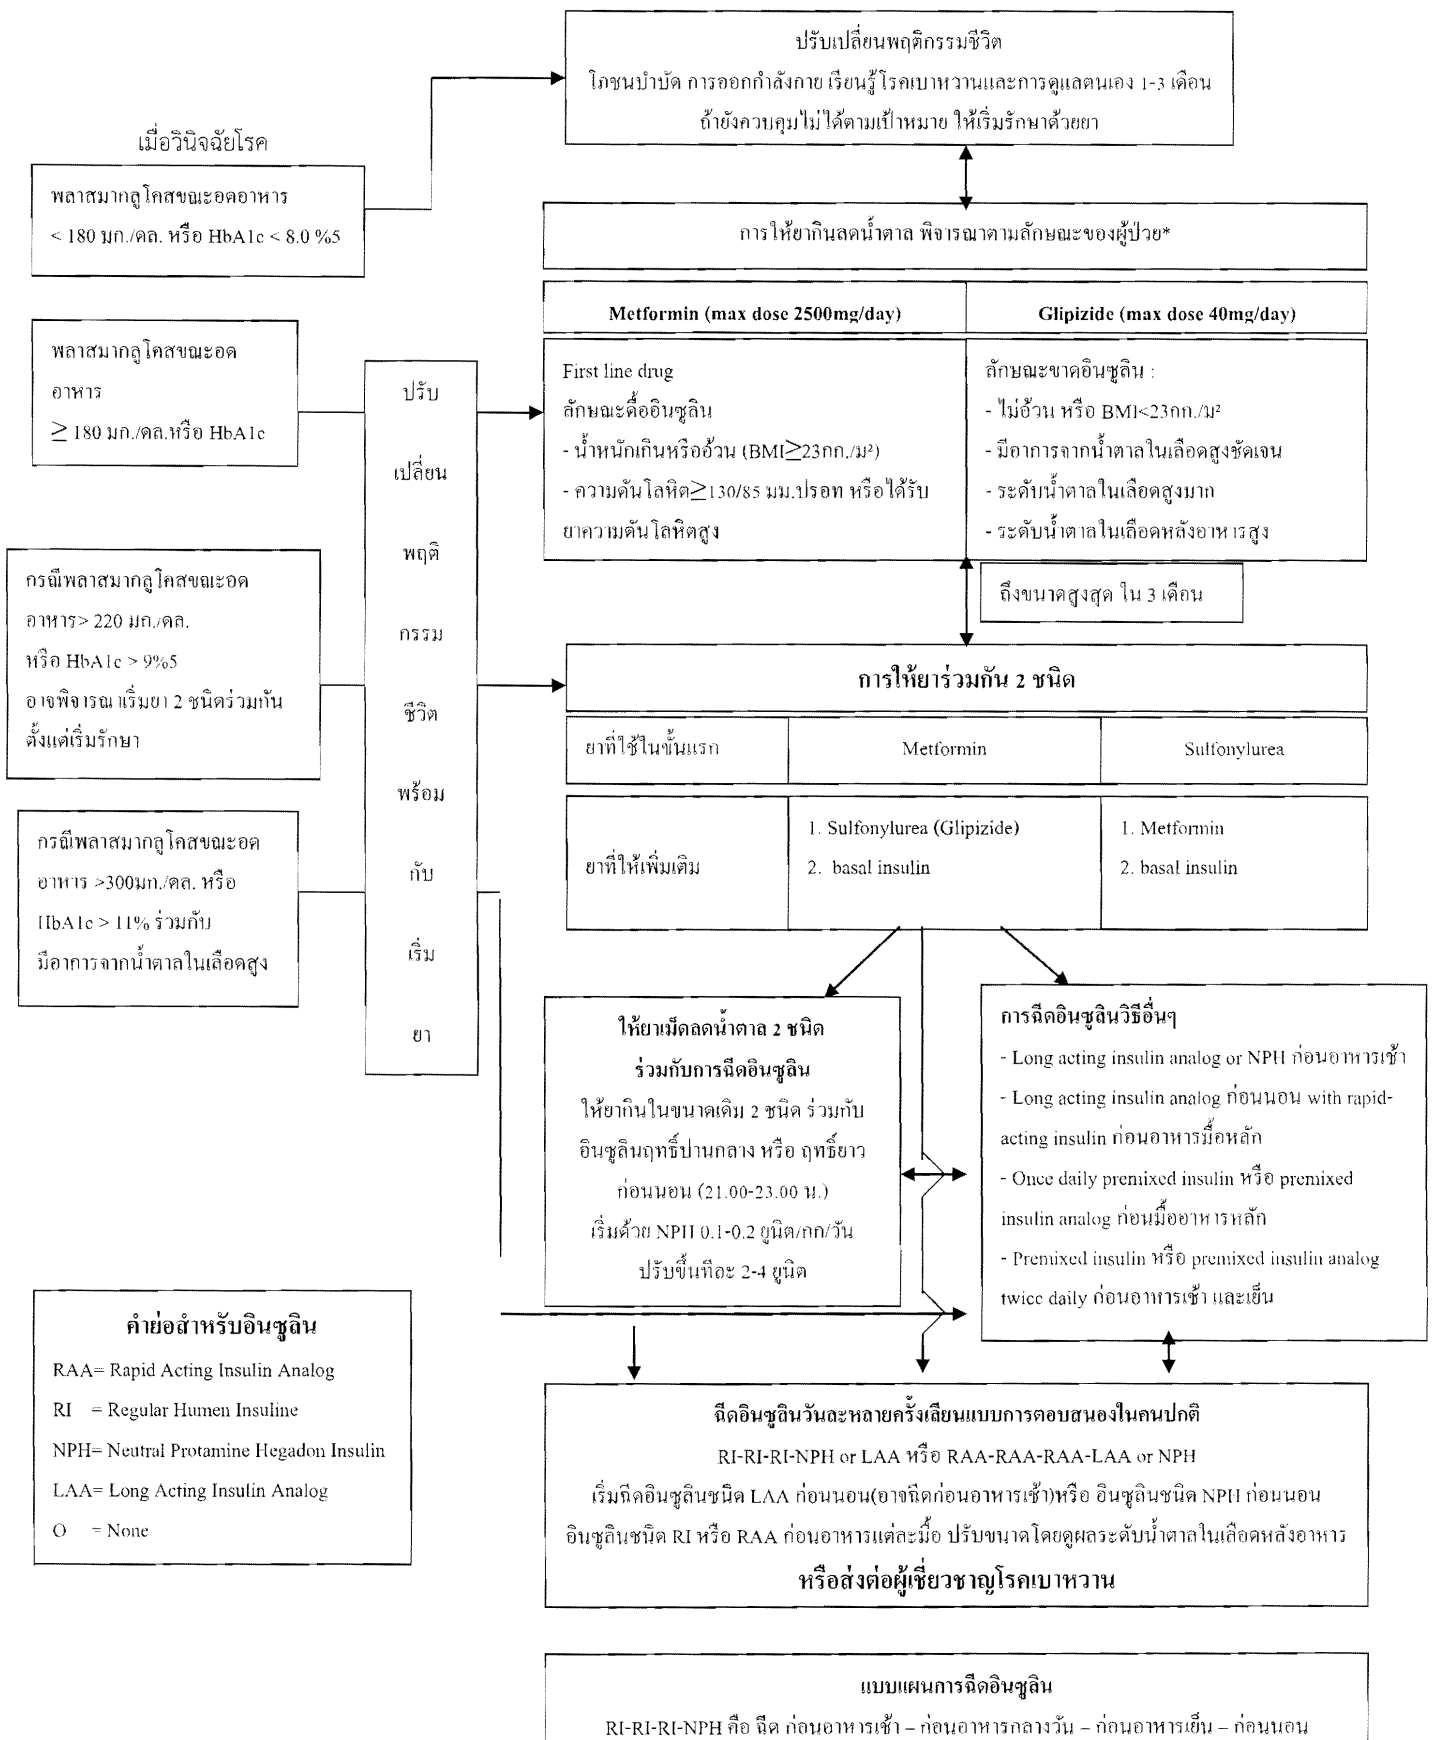 ปรับเปลี่ยนพฤติกรรมชีวิต
โภชนบำบัด การออกกำลังกาย เรียนรู้โรคเบาหวานและการดูแลตนเอง 1-3 เดือน
ถ้ายังควบคุมไม่ได้ตามเป้าหมาย ให้เริ่มรักษาด้วยยา
เมื่อวินิจฉัยโรค
พลาสมากลูโคสขณะอดอาหาร
< 180 มก./ดล. หรือ HbA1c < 8.0 %5
การให้ยากินลดน้ำตาล พิจารณาตามลักษณะของผู้ป่วย*
Metformin (max dose 2500mg/day)
Glipizide (max dose 40mg/day)
พลาสมากลูโคสขณะอด
อาหาร
≥ 180 มก./ดล.หรือ HbA1c
ปรับ
เปลี่ยน
พฤติ
กรรม
ชีวิต
พร้อม
กับ
เริ่ม
ยา
First line drug
ลักษณะดื้ออินซูลิน
- น้ำหนักเกินหรืออ้วน (BMI≥23กก./ม²)
- ความดันโลหิต≥130/85 มม.ปรอท หรือได้รับ
ยาความดันโลหิตสูง
ลักษณะขาดอินซูลิน :
- ไม่อ้วน หรือ BMI<23กก./ม²
- มีอาการจากน้ำตาลในเลือดสูงชัดเจน
- ระดับน้ำตาลในเลือดสูงมาก
- ระดับน้ำตาลในเลือดหลังอาหารสูง
กรณีพลาสมากลูโคสขณะอด
อาหาร> 220 มก./ดล.
หรือ HbA1c > 9%5
อาจพิจารณาเริ่มยา 2 ชนิดร่วมกัน
ตั้งแต่เริ่มรักษา
ถึงขนาดสูงสุด ใน 3 เดือน
การให้ยาร่วมกัน 2 ชนิด
ยาที่ใช้ในขั้นแรก
Metformin
Sulfonylurea
ยาที่ให้เพิ่มเติม
1. Sulfonylurea (Glipizide)
2. basal insulin
1. Metformin
2. basal insulin
กรณีพลาสมากลูโคสขณะอด
อาหาร >300มก./ดล. หรือ
HbA1c > 11% ร่วมกับ
มีอาการจากน้ำตาลในเลือดสูง
ให้ยาเม็ดลดน้ำตาล 2 ชนิด
ร่วมกับการฉีดอินซูลิน
ให้ยากินในขนาดเดิม 2 ชนิด ร่วมกับ
อินซูลินฤทธิ์ปานกลาง หรือ ฤทธิ์ยาว
ก่อนนอน (21.00-23.00 น.)
เริ่มด้วย NPH 0.1-0.2 ยูนิต/กก/วัน
ปรับขึ้นทีละ 2-4 ยูนิต
การฉีดอินซูลินวิธีอื่นๆ
- Long acting insulin analog or NPH ก่อนอาหารเช้า
- Long acting insulin analog ก่อนนอน with rapid-
acting insulin ก่อนอาหารมื้อหลัก
- Once daily premixed insulin หรือ premixed
insulin analog ก่อนมื้ออาหารหลัก
- Premixed insulin หรือ premixed insulin analog
twice daily ก่อนอาหารเช้า และเย็น
คำย่อสำหรับอินซูลิน
RAA= Rapid Acting Insulin Analog
RI = Regular Humen Insuline
NPH= Neutral Protamine Hegadon Insulin
LAA= Long Acting Insulin Analog
O = None
ฉีดอินซูลินวันละหลายครั้งเลียนแบบการตอบสนองในคนปกติ
RI-RI-RI-NPH or LAA หรือ RAA-RAA-RAA-LAA or NPH
เริ่มฉีดอินซูลินชนิด LAA ก่อนนอน(อาจฉีดก่อนอาหารเช้า)หรือ อินซูลินชนิด NPH ก่อนนอน
อินซูลินชนิด RI หรือ RAA ก่อนอาหารแต่ละมื้อ ปรับขนาดโดยดูผลระดับน้ำตาลในเลือดหลังอาหาร
หรือส่งต่อผู้เชี่ยวชาญโรคเบาหวาน
แบบแผนการฉีดอินซูลิน
RI-RI-RI-NPH คือ ฉีด ก่อนอาหารเช้า – ก่อนอาหารกลางวัน – ก่อนอาหารเย็น – ก่อนนอน